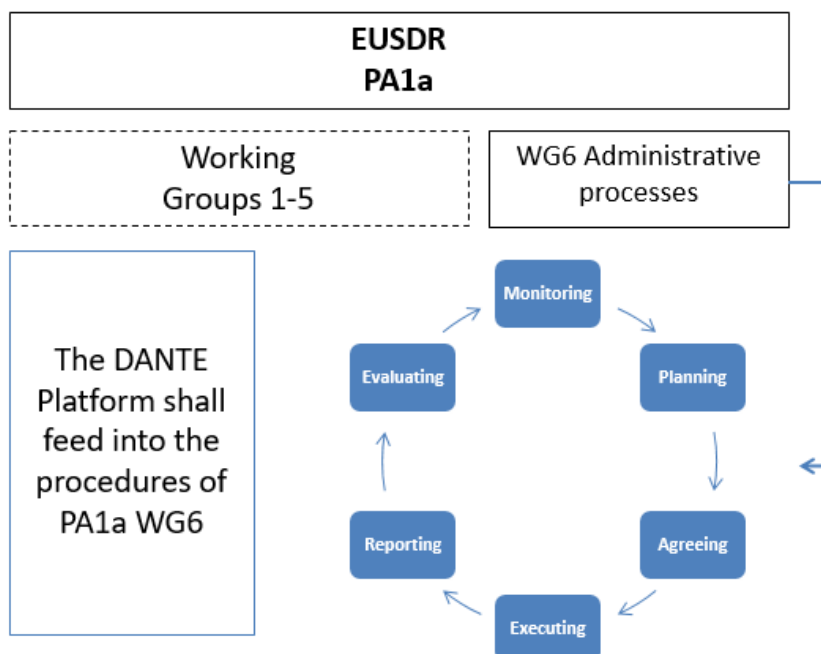 EUSDR
PA1a
Working
Groups 1-5
WG6 Administrative
processes
The DANTE
Platform shall
feed into the
procedures of
PA1a WG6
Monitoring
Planning
Agreeing
Executing
Reporting
Evaluating